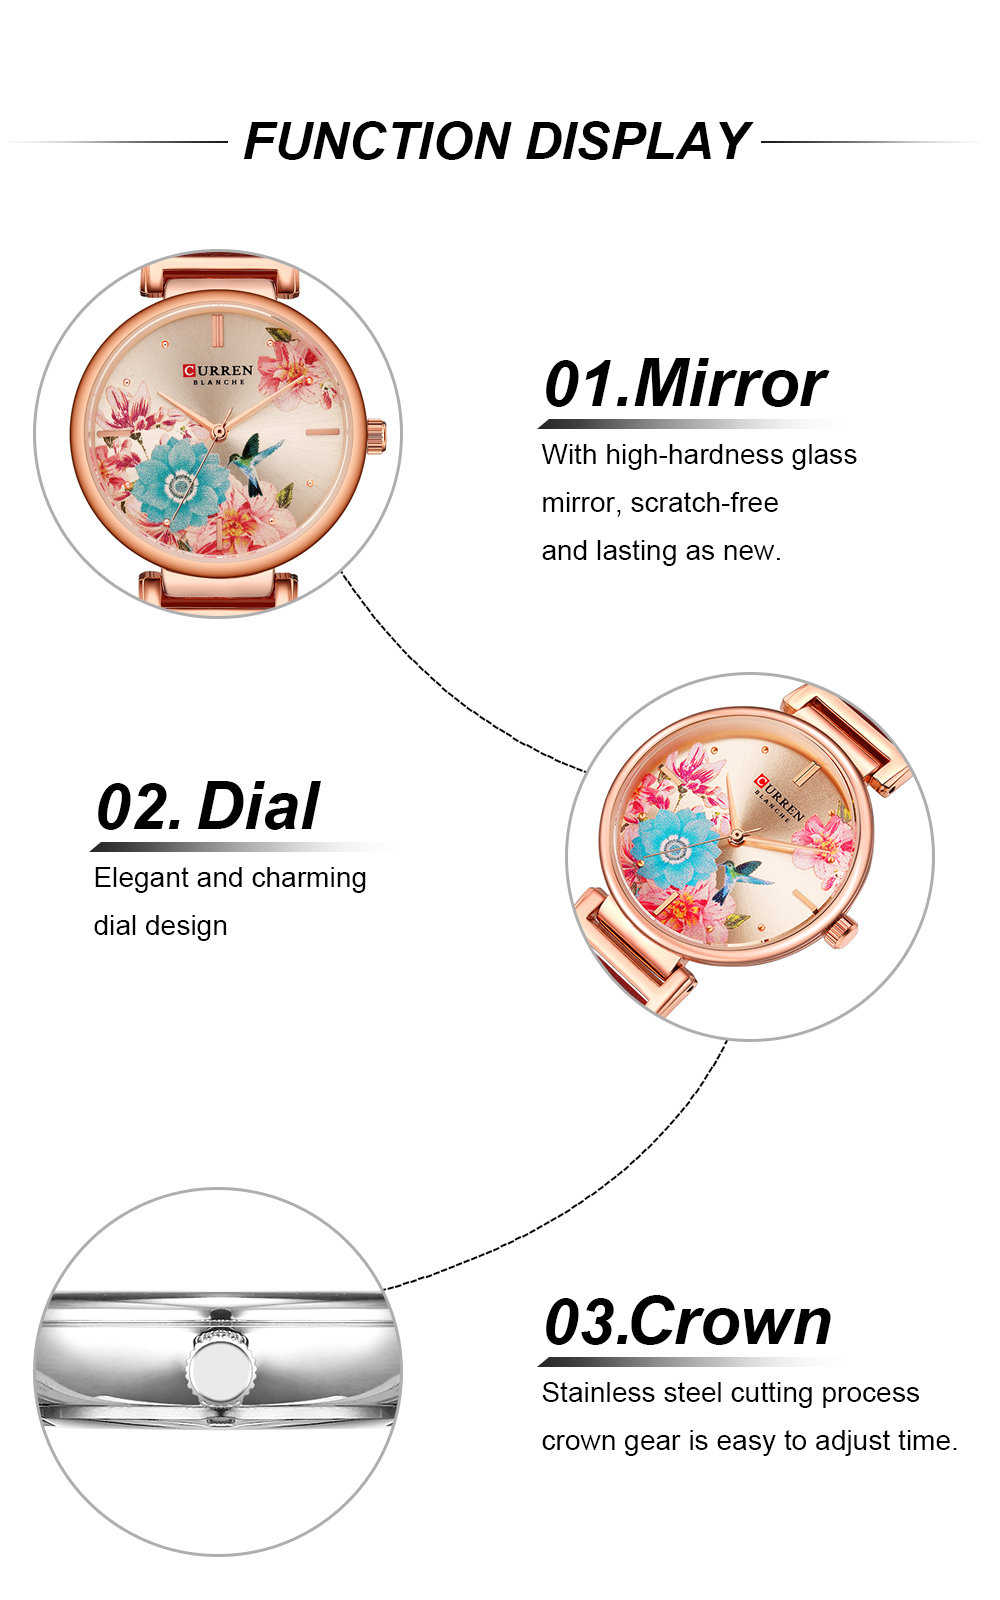 FUNCTION DISPLAY
CURREN
BLANCHE
01.Mirror
With high-hardness glass
mirror, scratch-free
and lasting as new.
CURREN
BLANCHE
02. Dial
Elegant and charming
dial design
03.Crown
Stainless steel cutting process
crown gear is easy to adjust time.